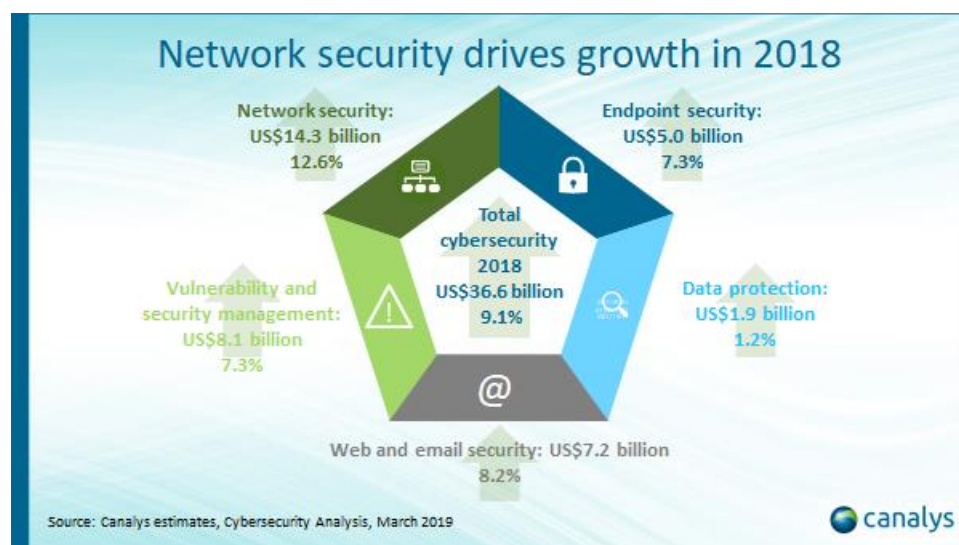 Network security drives growth in 2018
Network security:
US$14.3 billion
12.6%
Endpoint security:
US$5.0 billion
7.3%
Total
cybersecurity
2018
US$36.6 billion
9.1%
Vulnerability and
security management:
US$8.1 billion
7.3%
Data protection:
US$1.9 billion
1.2%
@
Web and email security: US$7.2 billion
8.2%
Source: Canalys estimates, Cybersecurity Analysis, March 2019
canalys